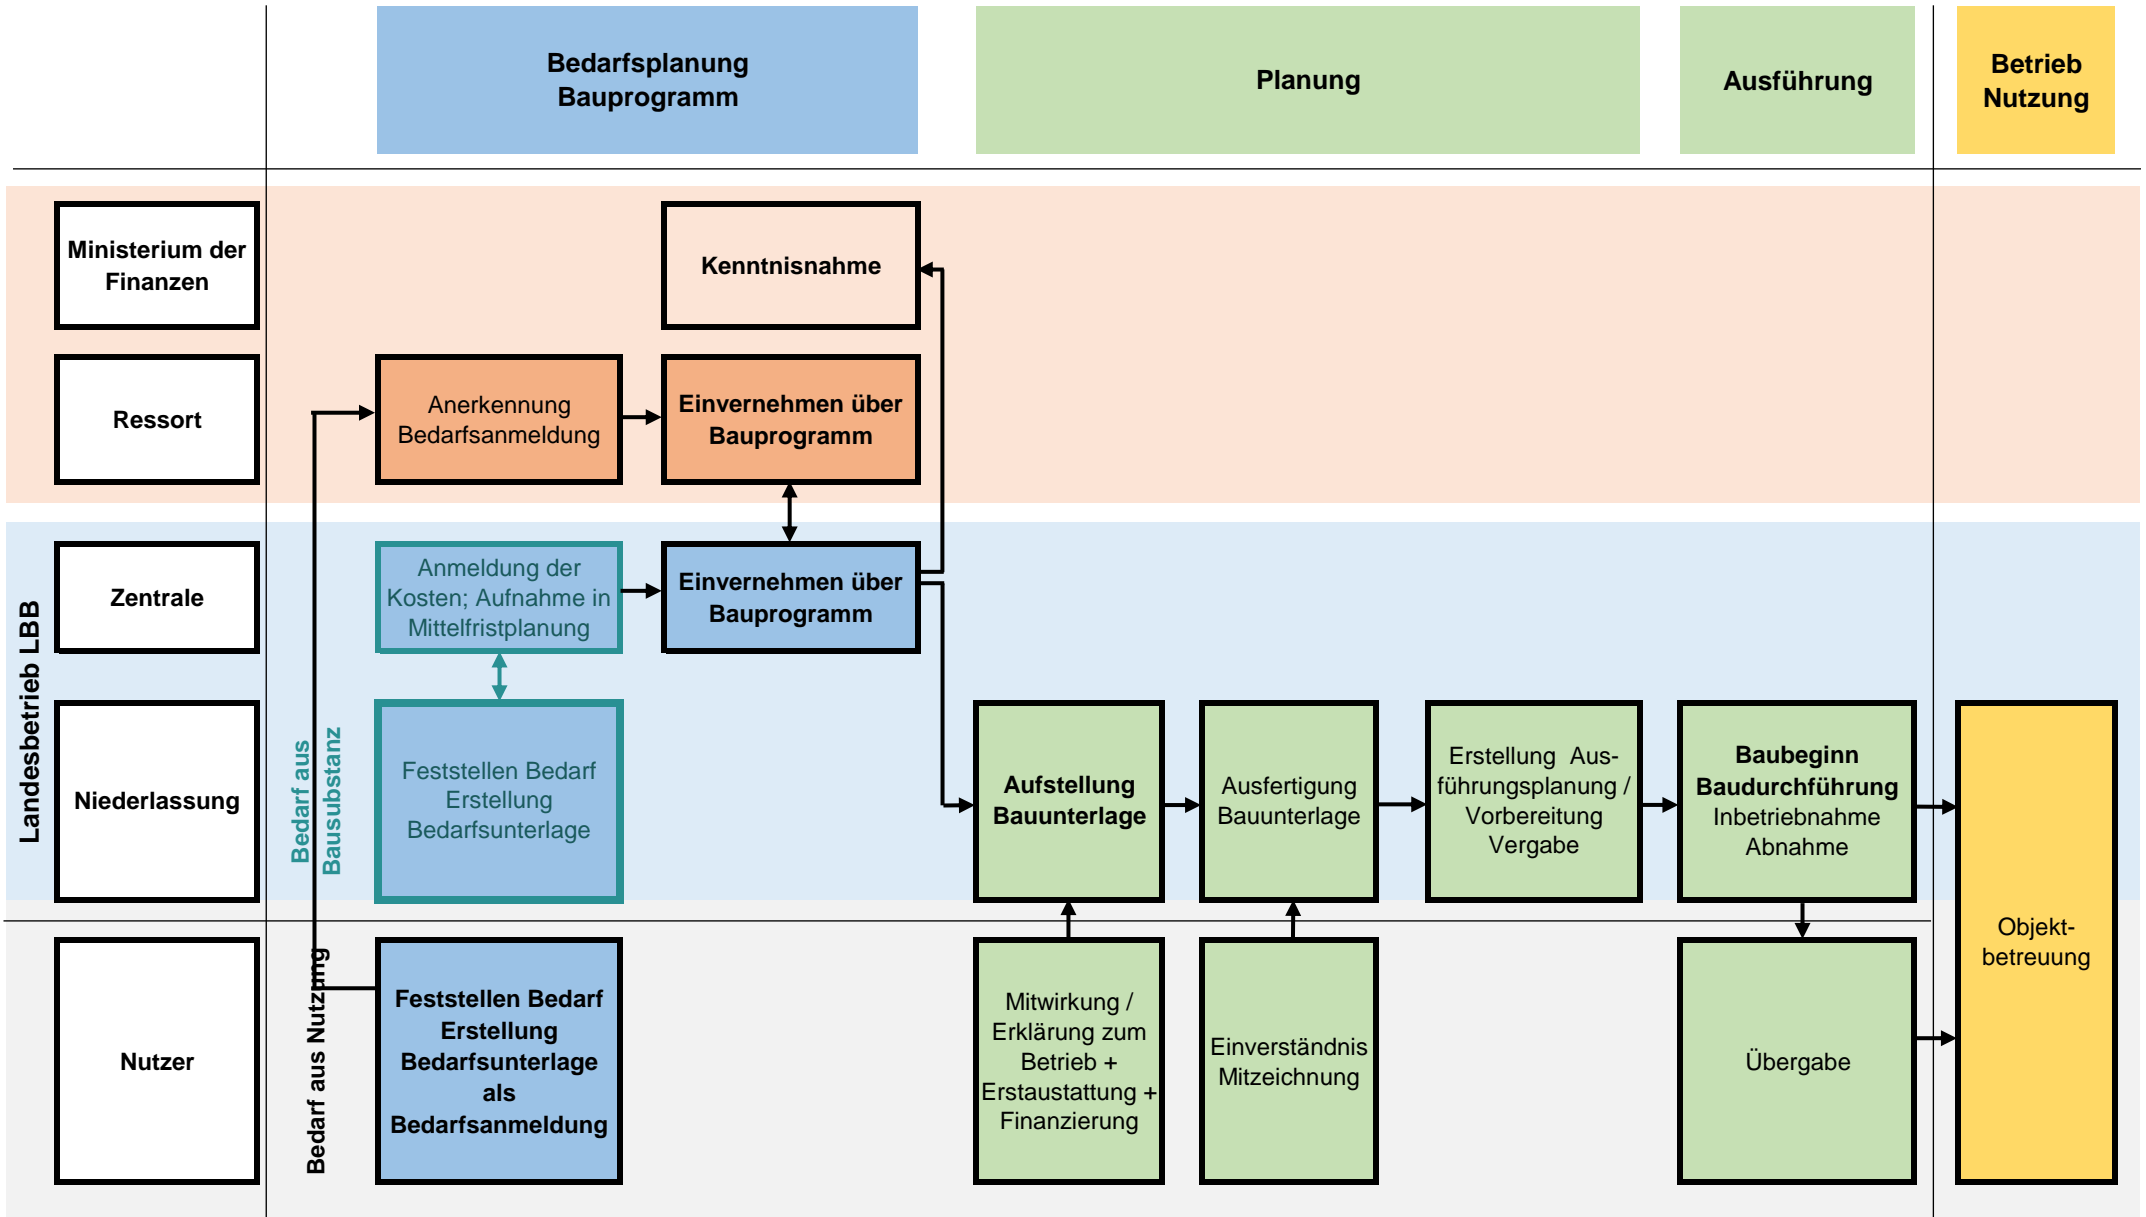 Bedarfsplanung
Bauprogramm
Planung
Ausführung
Betrieb
Nutzung
Ministerium der
Finanzen
Kenntnisnahme
Ressort
Anerkennung
Bedarfsanmeldung
Einvernehmen über
Bauprogramm
Landesbetrieb LBB
Zentrale
Anmeldung der
Kosten; Aufnahme in
Mittelfristplanung
Einvernehmen über
Bauprogramm
Niederlassung
Bedarf aus
Bausubstanz
Feststellen Bedarf
Erstellung
Bedarfsunterlage
Aufstellung
Bauunterlage
Ausfertigung
Bauunterlage
Erstellung  Aus-
führungsplanung /
Vorbereitung
Vergabe
Baubeginn
Baudurchführung
Inbetriebnahme
Abnahme
Objekt-
betreuung
Nutzer
Bedarf aus Nutzung
Feststellen Bedarf
Erstellung
Bedarfsunterlage
als
Bedarfsanmeldung
Mitwirkung /
Erklärung zum
Betrieb +
Erstaustattung +
Finanzierung
Einverständnis
Mitzeichnung
Übergabe